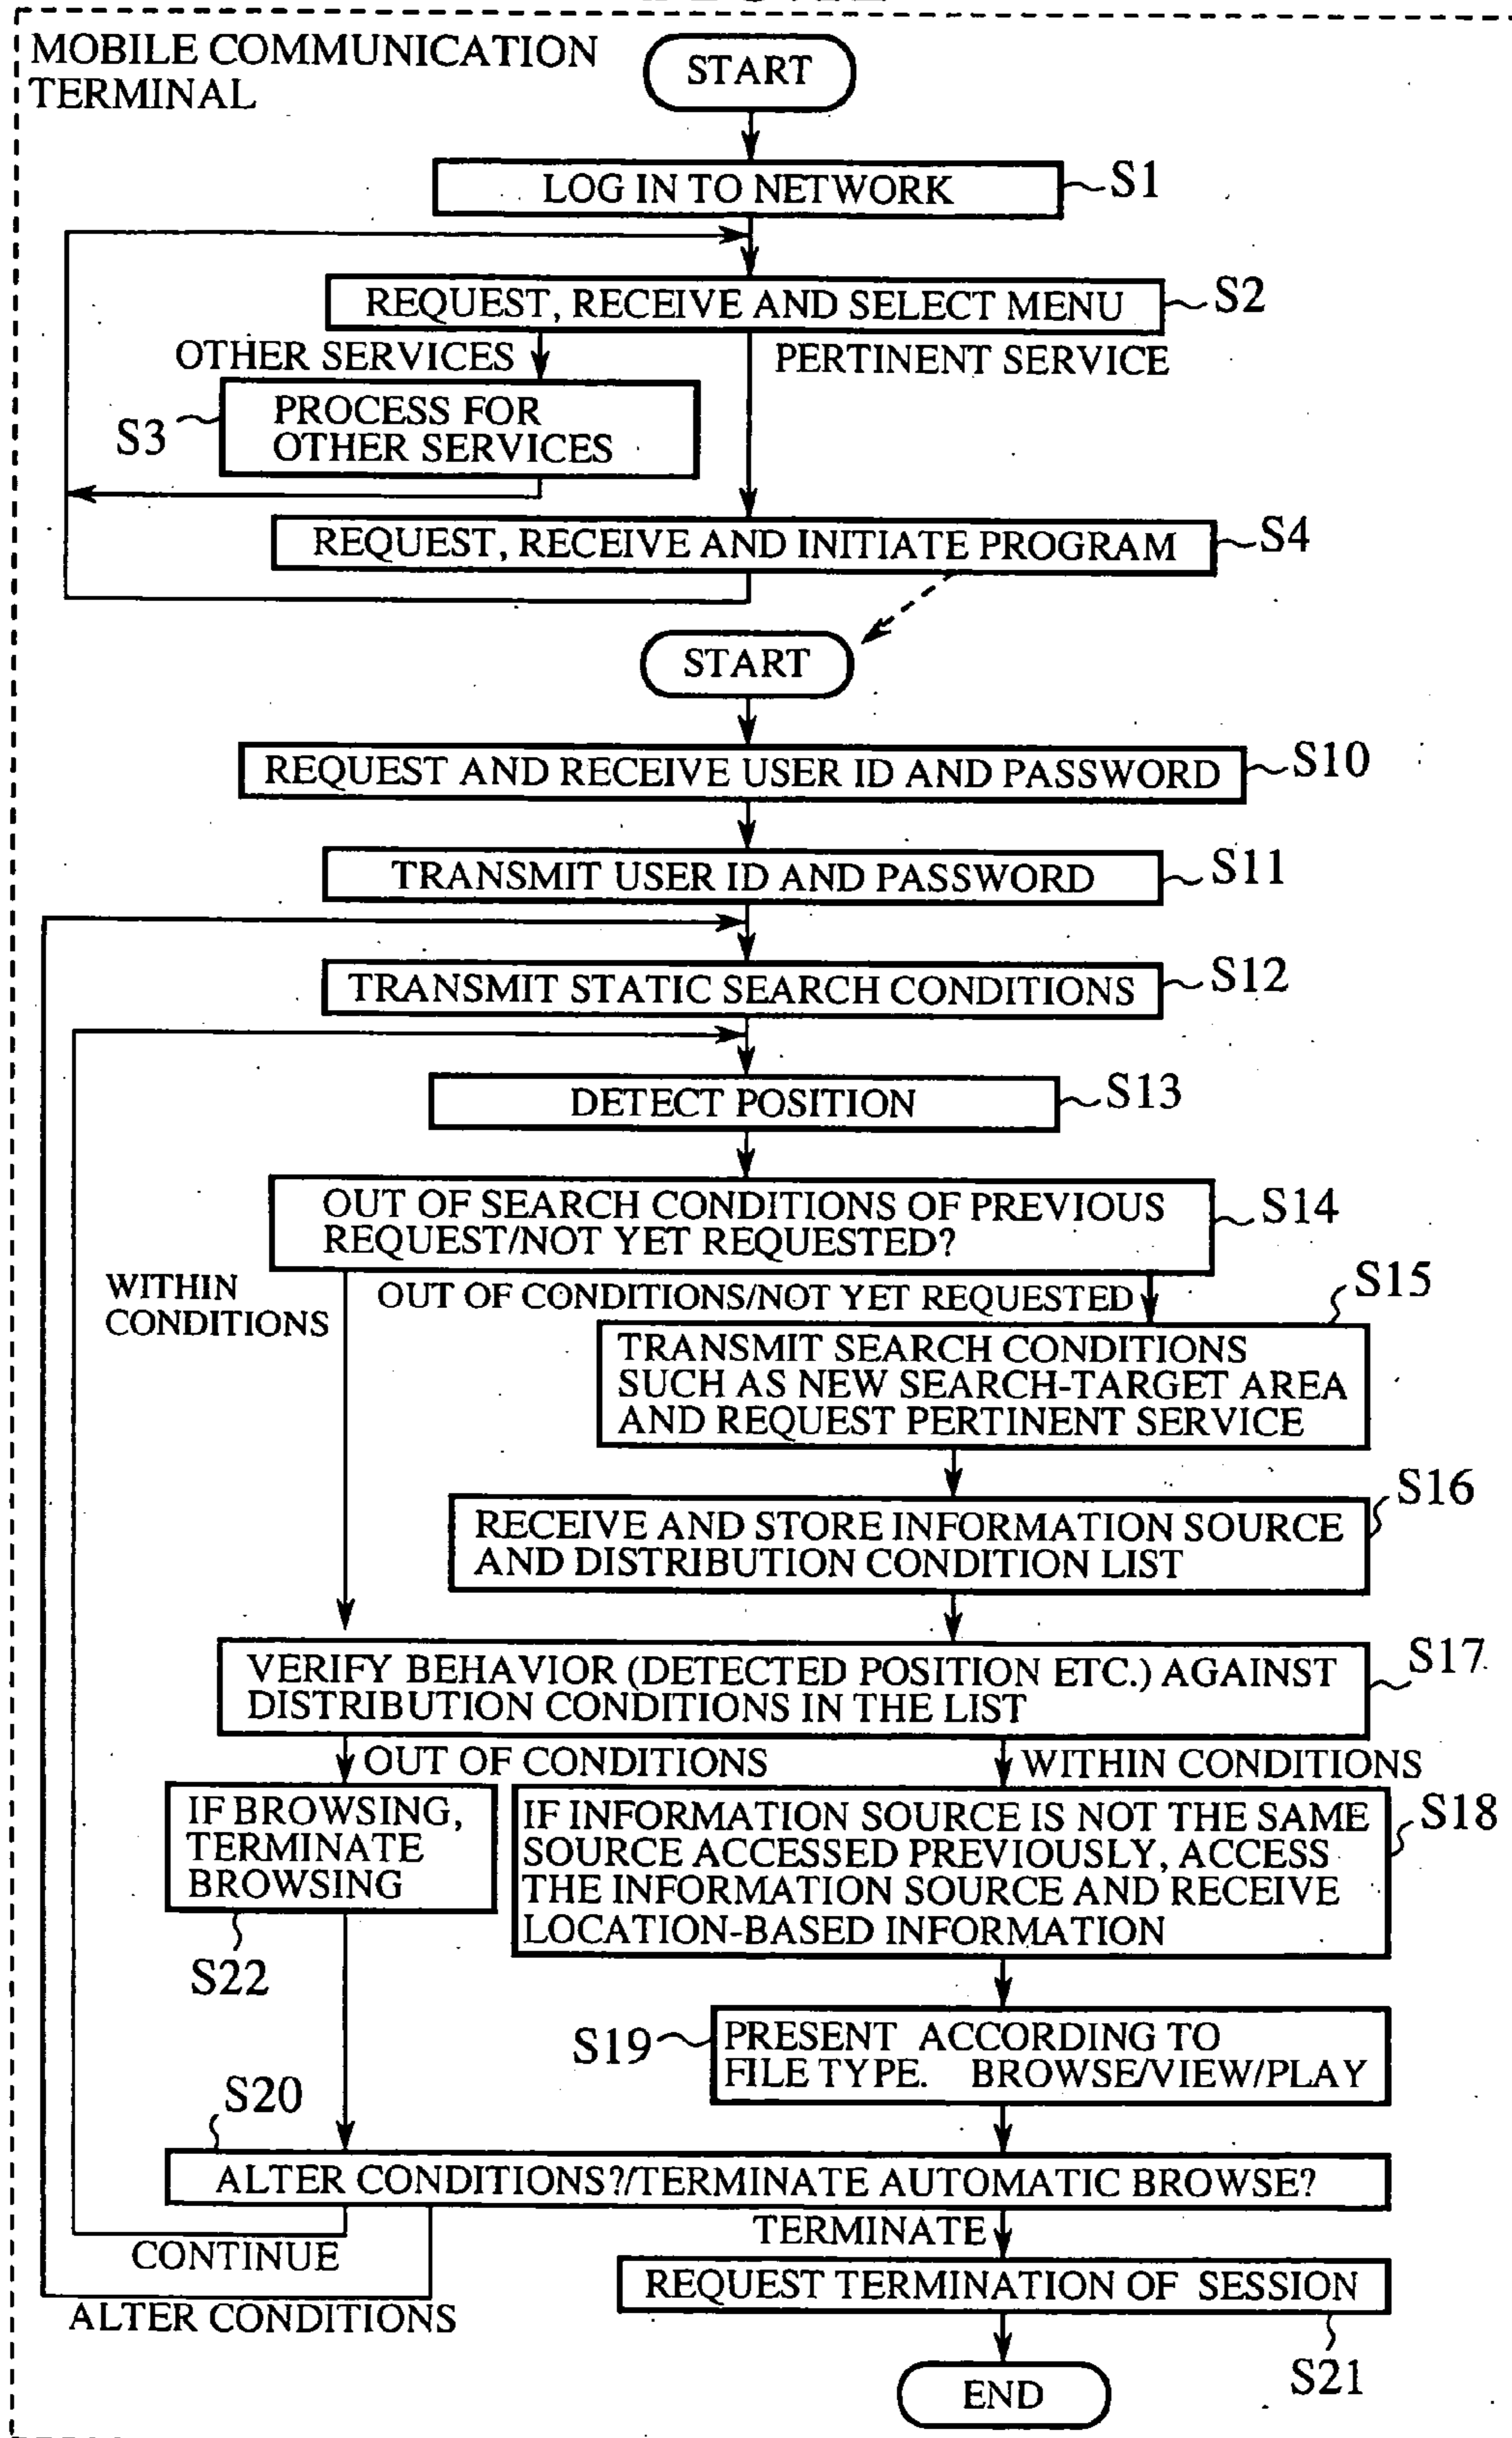 MOBILE COMMUNICATION
TERMINAL
START
LOG IN TO NETWORK
S1
REQUEST, RECEIVE AND SELECT MENU
S2
OTHER SERVICES
PERTINENT SERVICE
S3
PROCESS FOR
OTHER SERVICES
REQUEST, RECEIVE AND INITIATE PROGRAM
S4
START
REQUEST AND RECEIVE USER ID AND PASSWORD
S10
TRANSMIT USER ID AND PASSWORD
S11
TRANSMIT STATIC SEARCH CONDITIONS
S12
DETECT POSITION
S13
OUT OF SEARCH CONDITIONS OF PREVIOUS
REQUEST/NOT YET REQUESTED?
S14
WITHIN
CONDITIONS
OUT OF CONDITIONS/NOT YET REQUESTED
S15
TRANSMIT SEARCH CONDITIONS
SUCH AS NEW SEARCH-TARGET AREA
AND REQUEST PERTINENT SERVICE
S16
RECEIVE AND STORE INFORMATION SOURCE
AND DISTRIBUTION CONDITION LIST
VERIFY BEHAVIOR (DETECTED POSITION ETC.) AGAINST
DISTRIBUTION CONDITIONS IN THE LIST
S17
OUT OF CONDITIONS
WITHIN CONDITIONS
IF BROWSING,
TERMINATE
BROWSING
S22
IF INFORMATION SOURCE IS NOT THE SAME
SOURCE ACCESSED PREVIOUSLY, ACCESS
THE INFORMATION SOURCE AND RECEIVE
LOCATION-BASED INFORMATION
S18
S19
PRESENT ACCORDING TO
FILE TYPE. BROWSE/VIEW/PLAY
S20
ALTER CONDITIONS?/TERMINATE AUTOMATIC BROWSE?
TERMINATE
CONTINUE
ALTER CONDITIONS
REQUEST TERMINATION OF SESSION
S21
END